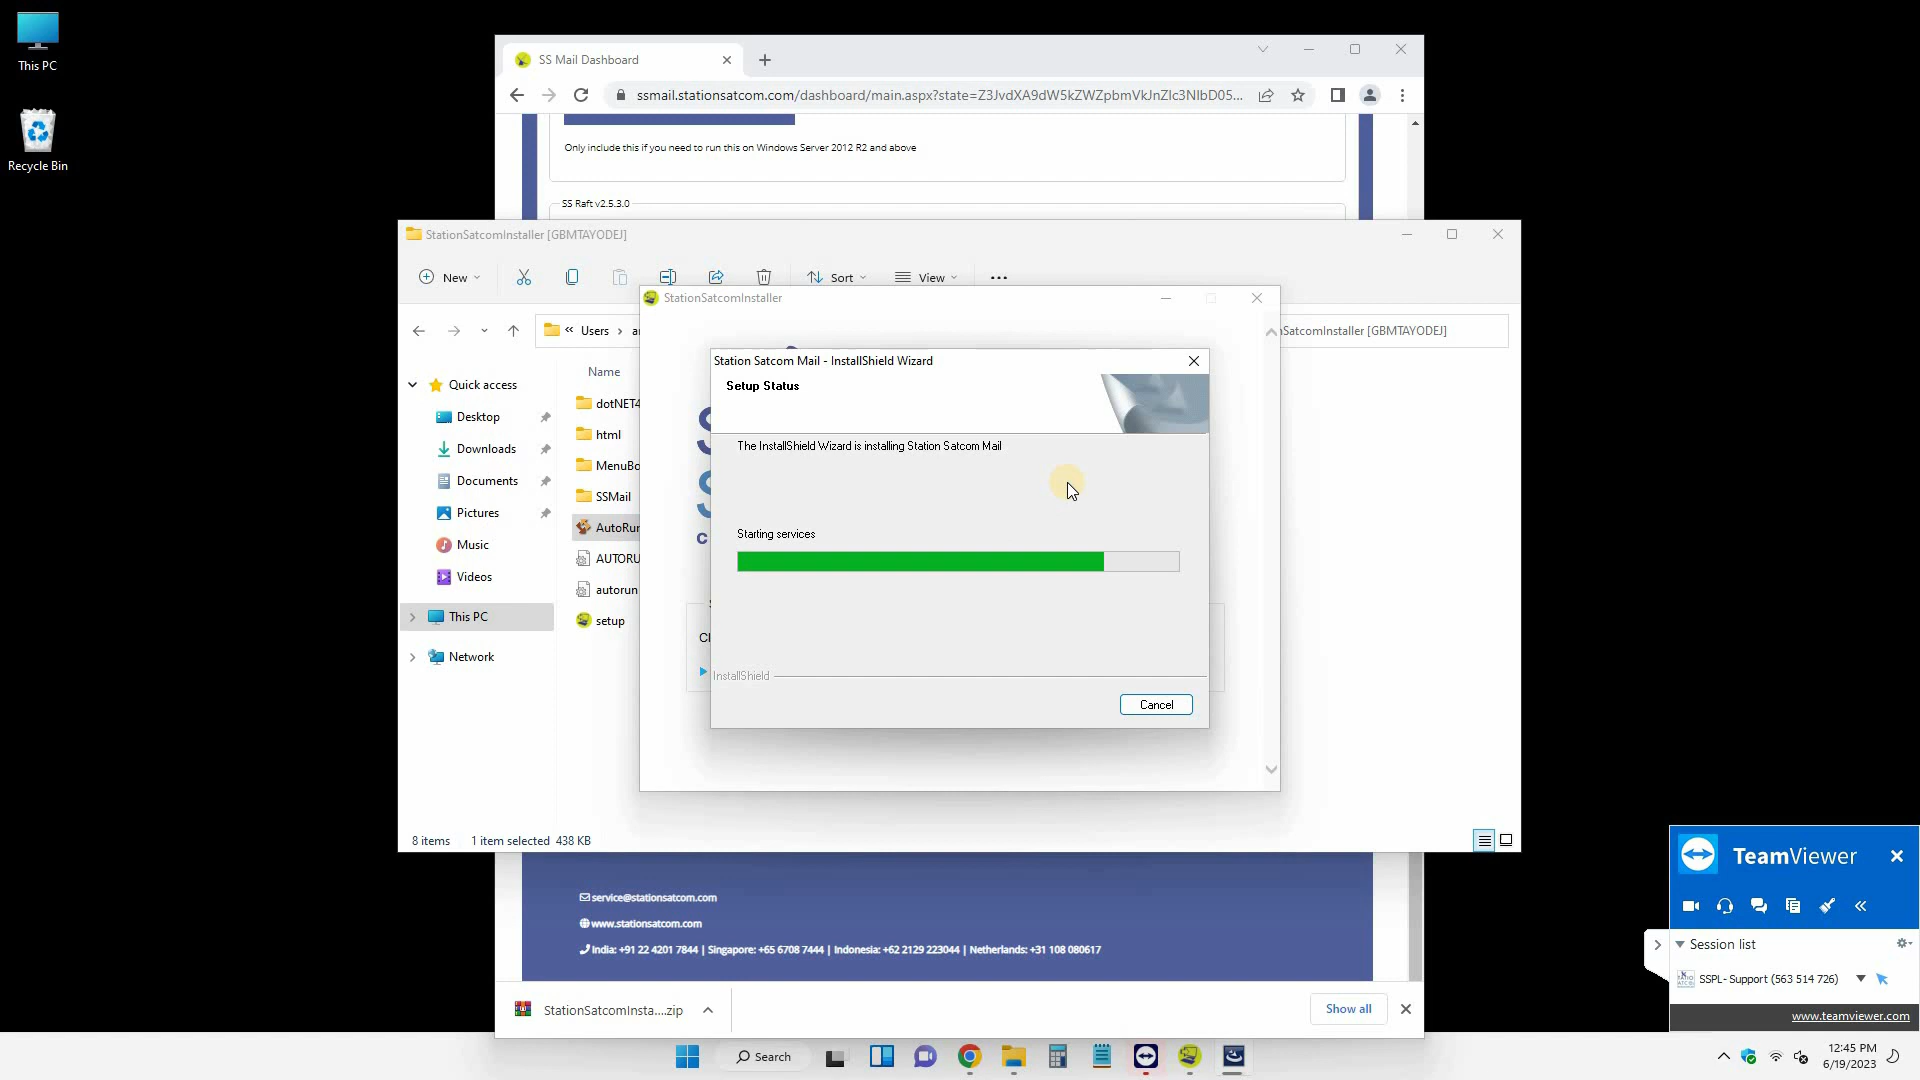 This PC
Recycle Bin
SS Mail Dashboard
ssmail.stationsatcom.com/dashboard/main.aspx?state=Z3JvdXA9dW5kZWZpbmVkJnZlc3NlbD05...
Only include this if you need to run this on Windows Server 2012 R2 and above
SS Raft v2.5.3.0
StationSatcomInstaller [GBMTAYODEJ]
New
Sort
View
StationSatcomInstaller
« Users
SatcomInstaller [GBMTAYODEJ]
Station Satcom Mail - InstallShield Wizard
Setup Status
The InstallShield Wizard is installing Station Satcom Mail
Starting services
InstallShield
Cancel
Quick access
Desktop
Downloads
Documents
Pictures
Music
Videos
This PC
Network
Name
dotNET4
html
MenuBo
SSMail
AutoRun
AUTORU
autorun
setup
8 items
1 item selected 438 KB
service@stationsatcom.com
www.stationsatcom.com
India: +91 22 4201 7844 | Singapore: +65 6708 7444 | Indonesia: +62 2129 223044 | Netherlands: +31 108 080617
StationSatcomInsta....zip
Show all
TeamViewer
Session list
SSPL- Support (563 514 726)
www.teamviewer.com
Search
12:45 PM
6/19/2023